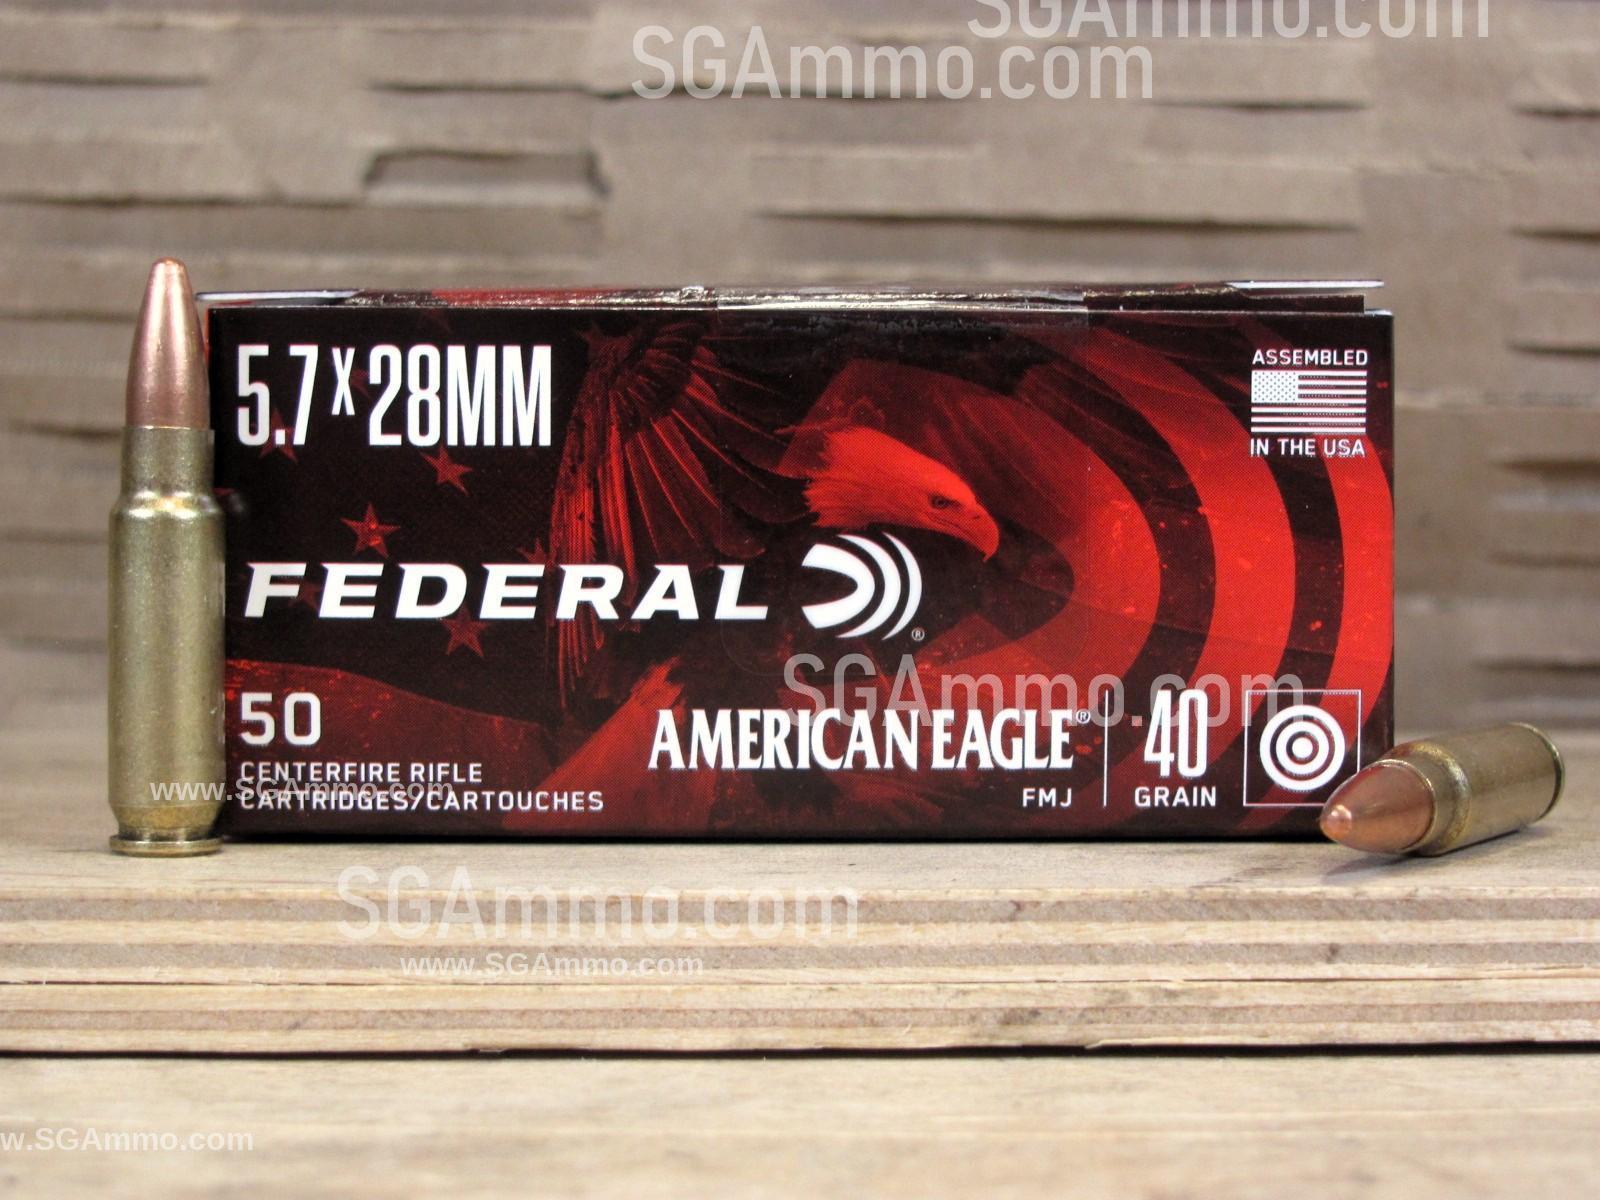 SGAmmo.com
SGAmmo.com
5.7x28MM
ASSEMBLED
IN THE USA
FEDERAL
®
SGAmmo.com
50
AMERICAN EAGLE®
40
CENTERFIRE RIFLE
www.SGAmmo.com
CARTRIDGES/CARTOUCHES
FMJ
GRAIN
SGAmmo.com
www.SGAmmo.com
w.SGAmmo.com